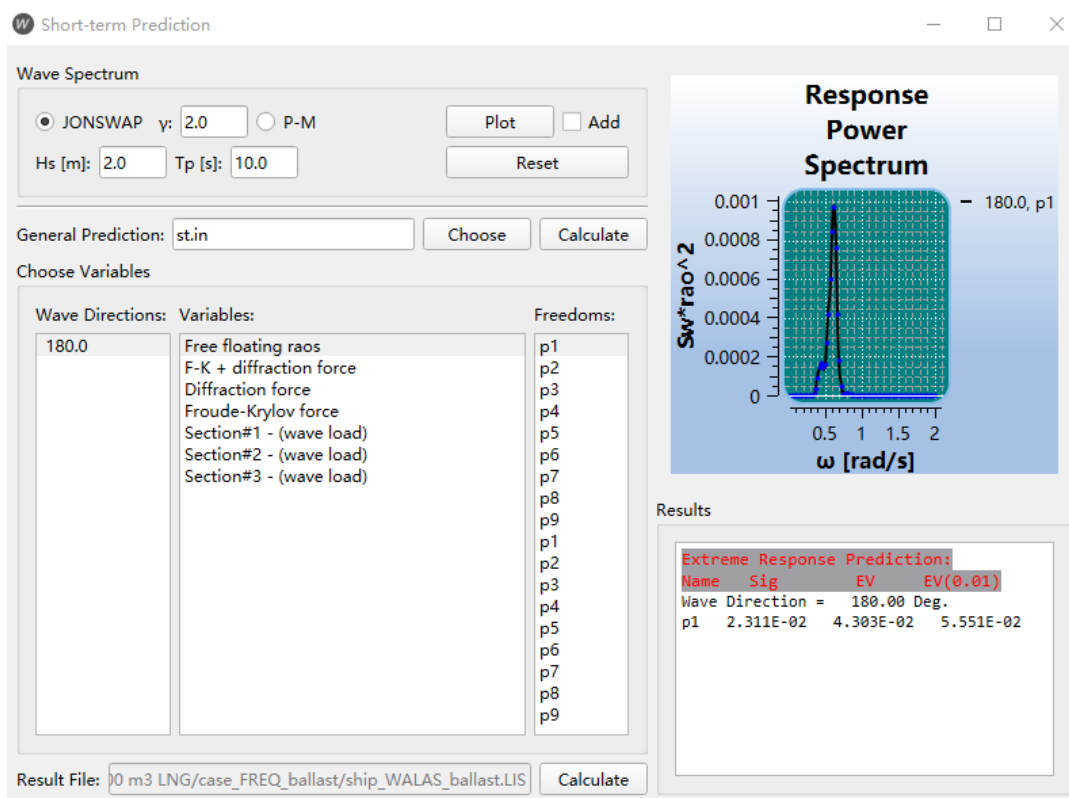 Short-term Prediction
Wave Spectrum
JONSWAP γ: 2.0 P-M Plot Add
Hs [m]: 2.0 Tp [s]: 10.0 Reset
General Prediction: st.in Choose Calculate
Choose Variables
Wave Directions: Variables: Freedoms:
180.0 Free floating raos p1
F-K + diffraction force p2
Diffraction force p3
Froude-Krylov force p4
Section#1 - (wave load) p5
Section#2 - (wave load) p6
Section#3 - (wave load) p7
p8
p9
p1
p2
p3
p4
p5
p6
p7
p8
p9
Result File: 00 m3 LNG/case_FREQ_ballast/ship_WALAS_ballast.LIS Calculate
Response
Power
Spectrum
0.001
0.0008
0.0006
0.0004
0.0002
0
Sw*rao^2
180.0, p1
0.5 1 1.5 2
ω [rad/s]
Results
Extreme Response Prediction:
Name Sig EV EV(0.01)
Wave Direction = 180.00 Deg.
p1 2.311E-02 4.303E-02 5.551E-02